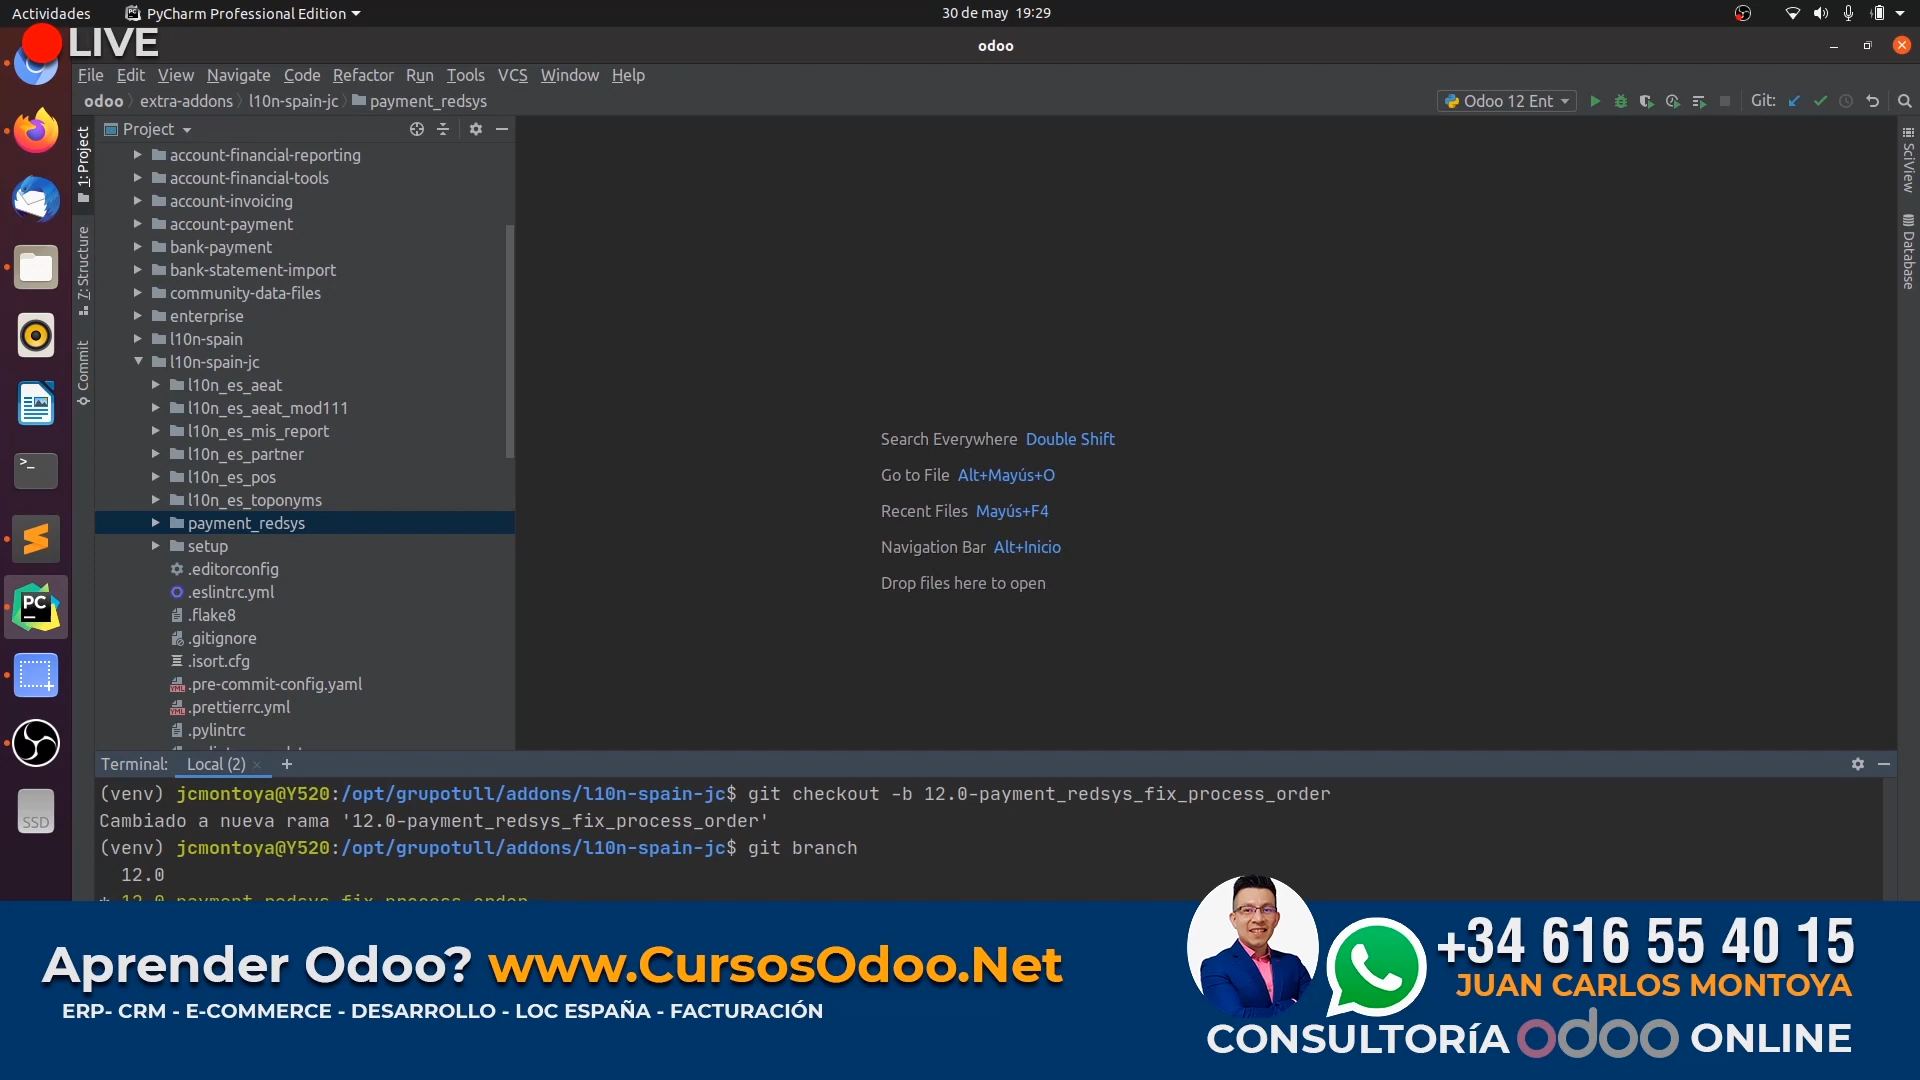 Actividades
PyCharm Professional Edition
30 de may 19:29
LIVE
odoo
File Edit View Navigate Code Refactor Run Tools VCS Window Help
odoo extra-addons l10n-spain-jc payment_redsys
Odoo 12 Ent
Git:
1: Project
7: Structure
Commit
Project
account-financial-reporting
account-financial-tools
account-invoicing
account-payment
bank-payment
bank-statement-import
community-data-files
enterprise
l10n-spain
l10n-spain-jc
l10n_es_aeat
l10n_es_aeat_mod111
l10n_es_mis_report
l10n_es_partner
l10n_es_pos
l10n_es_toponyms
payment_redsys
setup
.editorconfig
.eslintrc.yml
.flake8
.gitignore
.isort.cfg
.pre-commit-config.yaml
.prettierrc.yml
.pylintrc
Search Everywhere Double Shift
Go to File Alt+Mayús+O
Recent Files Mayús+F4
Navigation Bar Alt+Inicio
Drop files here to open
SciView
Database
PC
SSD
Terminal: Local (2) × +
(venv) jcmontoya@Y520:/opt/grupotull/addons/l10n-spain-jc$ git checkout -b 12.0-payment_redsys_fix_process_order
Cambiado a nueva rama '12.0-payment_redsys_fix_process_order'
(venv) jcmontoya@Y520:/opt/grupotull/addons/l10n-spain-jc$ git branch
12.0
* 12.0-payment_redsys_fix_process_order
Aprender Odoo? www.CursosOdoo.Net
ERP- CRM - E-COMMERCE - DESARROLLO - LOC ESPAÑA - FACTURACIÓN
+34 616 55 40 15
JUAN CARLOS MONTOYA
CONSULTORíA odoo ONLINE